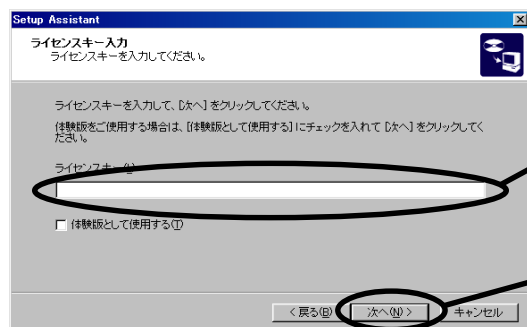 Setup Assistant
ライセンスキー入力
ライセンスキーを入力してください。
ライセンスキーを入力して、[次へ] をクリックしてください。
体験版をご使用する場合は、[体験版として使用する] にチェックを入れて [次へ] をクリックしてく
ださい。
ライセンスキー(L)
体験版として使用する(T)
< 戻る(B)
次へ(N) >
キャンセル